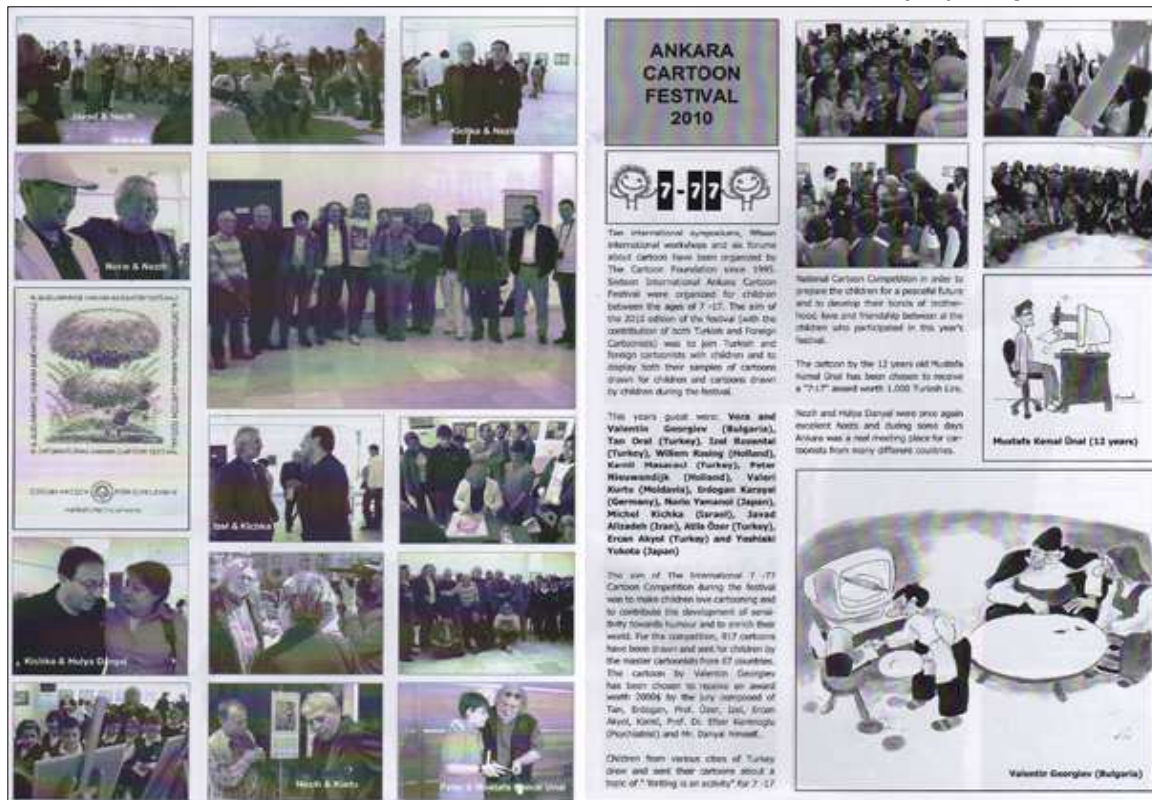 Javad & Nezih
Kichka & Nezih
Norio & Nezih
Izel & Kichka
Kichka & Hulya Danyal
Nezih & Kurtu
Peter & Mustafa Kemal Unal
ANKARA
CARTOON
FESTIVAL
2010
7-77
Ten international symposiums, fifteen
international workshops and six forums
about cartoon have been organized by
The Cartoon Foundation since 1995.
Sixteen International Ankara Cartoon
Festival were organized for children
between the ages of 7 -17. The aim of
the 2010 edition of the festival (with the
contribution of both Turkish and Foreign
Cartoonists) was to join Turkish and
foreign cartoonists with children and to
display both their samples of cartoons
drawn for children and cartoons drawn
by children during the festival.
This years guest were: Vera and
Valentin Georgiev (Bulgaria),
Tan Oral (Turkey), Izel Rozental
(Turkey), Willem Rasing (Holland),
Kamil Masaraci (Turkey), Peter
Nieuwendijk (Holland), Valeri
Kurtu (Moldavia), Erdogan Karayel
(Germany), Norio Yamanoi (Japan),
Michel Kichka (Israel), Javad
Alizadeh (Iran), Atila Özer (Turkey),
Ercan Akyol (Turkey) and Yoshiaki
Yokota (Japan)
The aim of The International 7 -77
Cartoon Competition during the festival
was to make children love cartooning and
to contribute the development of sensi-
tivity towards humour and to enrich their
world. For the competition, 817 cartoons
have been drawn and sent for children by
the master cartoonists from 67 countries.
The cartoon by Valentin Georgiev
has been chosen to receive an award
worth 2000$ by the jury composed of
Tan, Erdogan, Prof. Özer, Izel, Ercan
Akyol, Kamil, Prof. Dr. Efser Kerimoglu
(Psychiatrist) and Mr. Danyal himself.
Children from various cities of Turkey
drew and sent their cartoons about a
topic of " Writing is an activity" for 7 -17
National Cartoon Competition in order to
prepare the children for a peaceful future
and to develop their bonds of mother-
hood, love and friendship between all the
children who participated in this year's
festival.
The cartoon by the 12 years old Mustafa
Kemal Ünal has been chosen to receive
a "7-17" award worth 1.000 Turkish Lire.
Nezih and Hulya Danyal were once again
excellent hosts and during some days
Ankara was a real meeting place for car-
toonists from many different countries.
Mustafa Kemal Ünal (12 years)
Valentin Georgiev (Bulgaria)